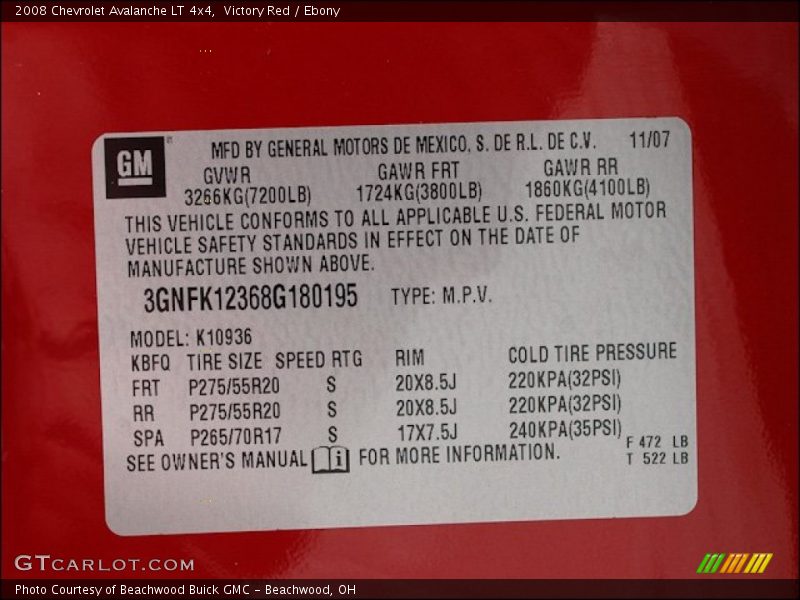 2008 Chevrolet Avalanche LT 4x4,  Victory Red / Ebony
GM
MFD BY GENERAL MOTORS DE MEXICO, S. DE R.L. DE C.V. 11/07
GVWR GAWR FRT GAWR RR
3266KG(7200LB) 1724KG(3800LB) 1860KG(4100LB)
THIS VEHICLE CONFORMS TO ALL APPLICABLE U.S. FEDERAL MOTOR
VEHICLE SAFETY STANDARDS IN EFFECT ON THE DATE OF
MANUFACTURE SHOWN ABOVE.
3GNFK12368G180195 TYPE: M.P.V.
MODEL: K10936
KBFQ TIRE SIZE SPEED RTG RIM COLD TIRE PRESSURE
FRT P275/55R20 S 20X8.5J 220KPA(32PSI)
RR P275/55R20 S 20X8.5J 220KPA(32PSI)
SPA P265/70R17 S 17X7.5J 240KPA(35PSI)
F 472 LB
T 522 LB
SEE OWNER'S MANUAL i FOR MORE INFORMATION.
GTCARLOT.COM
Photo Courtesy of Beachwood Buick GMC - Beachwood, OH